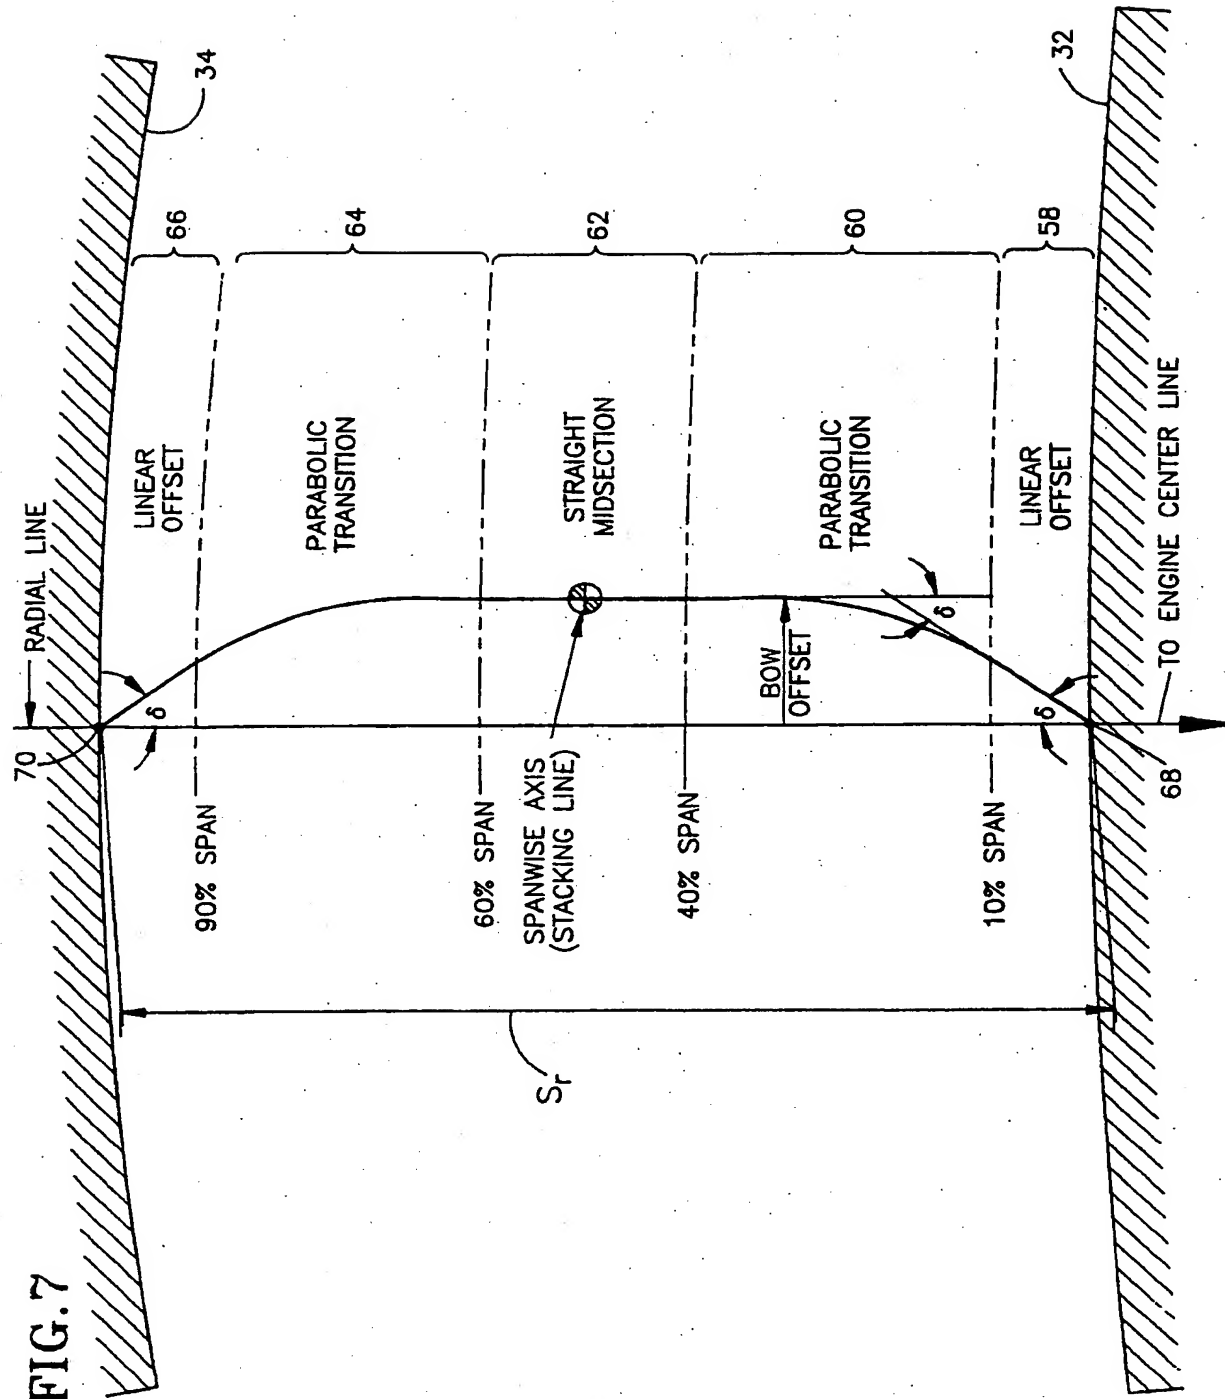 FIG. 7
70
RADIAL LINE
34
δ
LINEAR
OFFSET
66
90% SPAN
PARABOLIC
TRANSITION
64
60% SPAN
SPANWISE AXIS
(STACKING LINE)
STRAIGHT
MIDSECTION
62
Sr
40% SPAN
BOW
OFFSET
PARABOLIC
TRANSITION
60
δ
10% SPAN
LINEAR
OFFSET
58
δ
32
68
TO ENGINE CENTER LINE